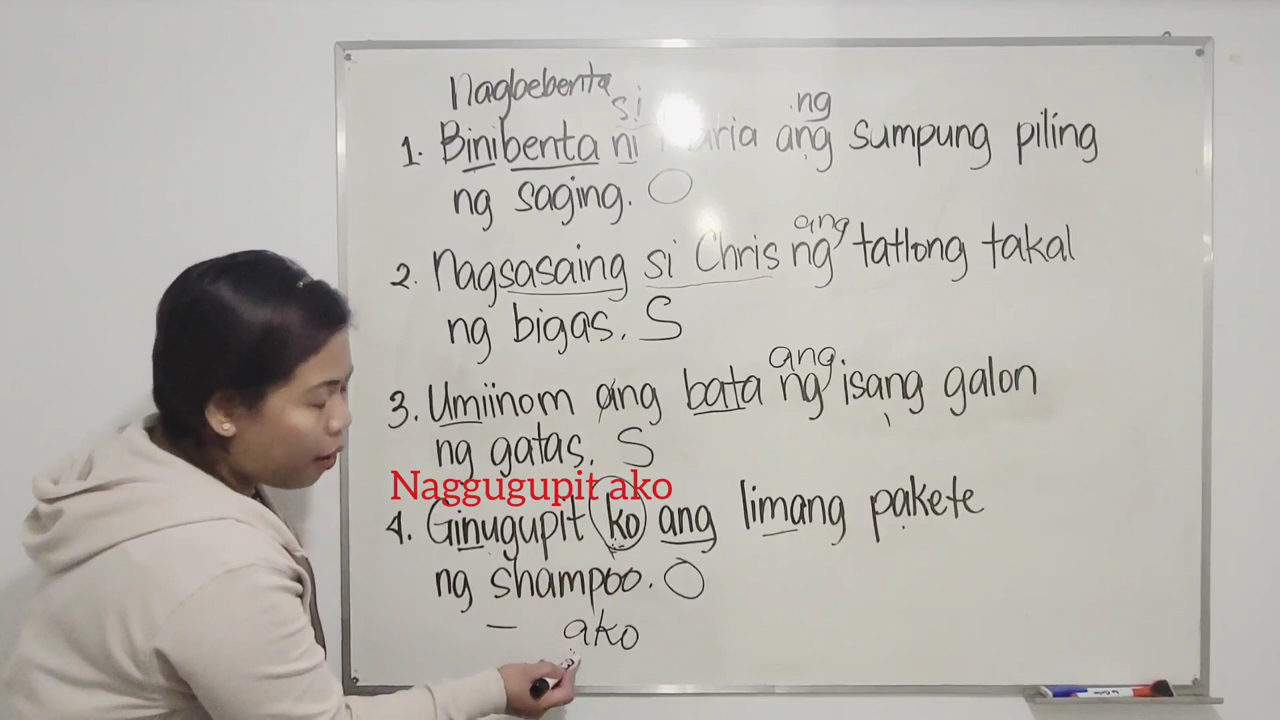 Nagbebenta
si
ng
1. Binibenta ni Maria ang sumpung piling
ng saging. O
ang
2. Nagsasaing si Chris ng tatlong takal
ng bigas. S
ang
3. Umiinom ang bata ng isang galon
ng gatas. S
Naggugupit ako
4. Ginugupit ko ang limang pakete
ng shampoo. O
- ako